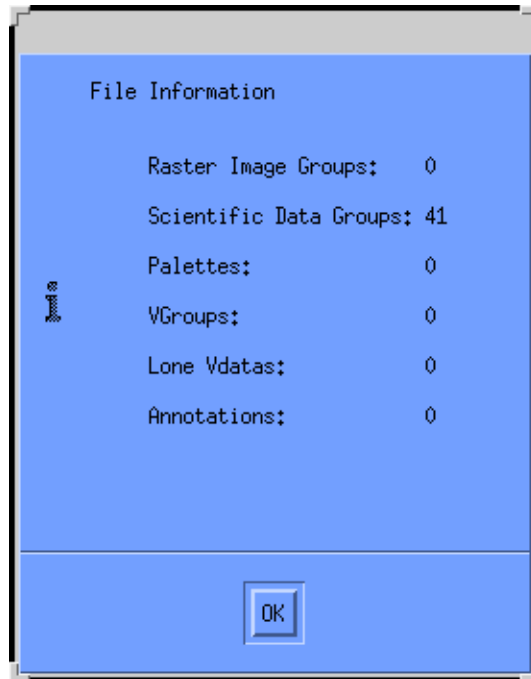 File Information
Raster Image Groups: 0
Scientific Data Groups: 41
Palettes: 0
VGroups: 0
Lone Vdatas: 0
Annotations: 0
OK